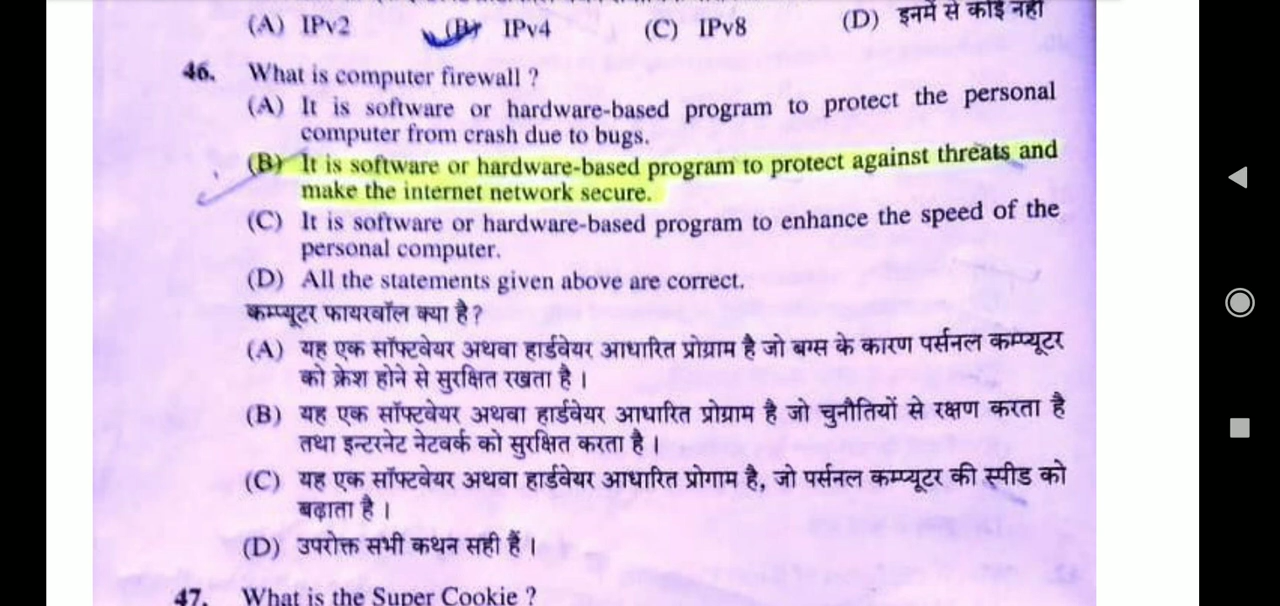 (A) IPv2 (B) IPv4 (C) IPv8 (D) इनमें से कोई नहीं
46. What is computer firewall ?
(A) It is software or hardware-based program to protect the personal
computer from crash due to bugs.
(B) It is software or hardware-based program to protect against threats and
make the internet network secure.
(C) It is software or hardware-based program to enhance the speed of the
personal computer.
(D) All the statements given above are correct.
कम्प्यूटर फायरवॉल क्या है ?
(A) यह एक सॉफ्टवेयर अथवा हार्डवेयर आधारित प्रोग्राम है जो बग्स के कारण पर्सनल कम्प्यूटर
को क्रेश होने से सुरक्षित रखता है ।
(B) यह एक सॉफ्टवेयर अथवा हार्डवेयर आधारित प्रोग्राम है जो चुनौतियों से रक्षण करता है
तथा इन्टरनेट नेटवर्क को सुरक्षित करता है ।
(C) यह एक सॉफ्टवेयर अथवा हार्डवेयर आधारित प्रोगाम है, जो पर्सनल कम्प्यूटर की स्पीड को
बढ़ाता है ।
(D) उपरोक्त सभी कथन सही हैं ।
47. What is the Super Cookie ?